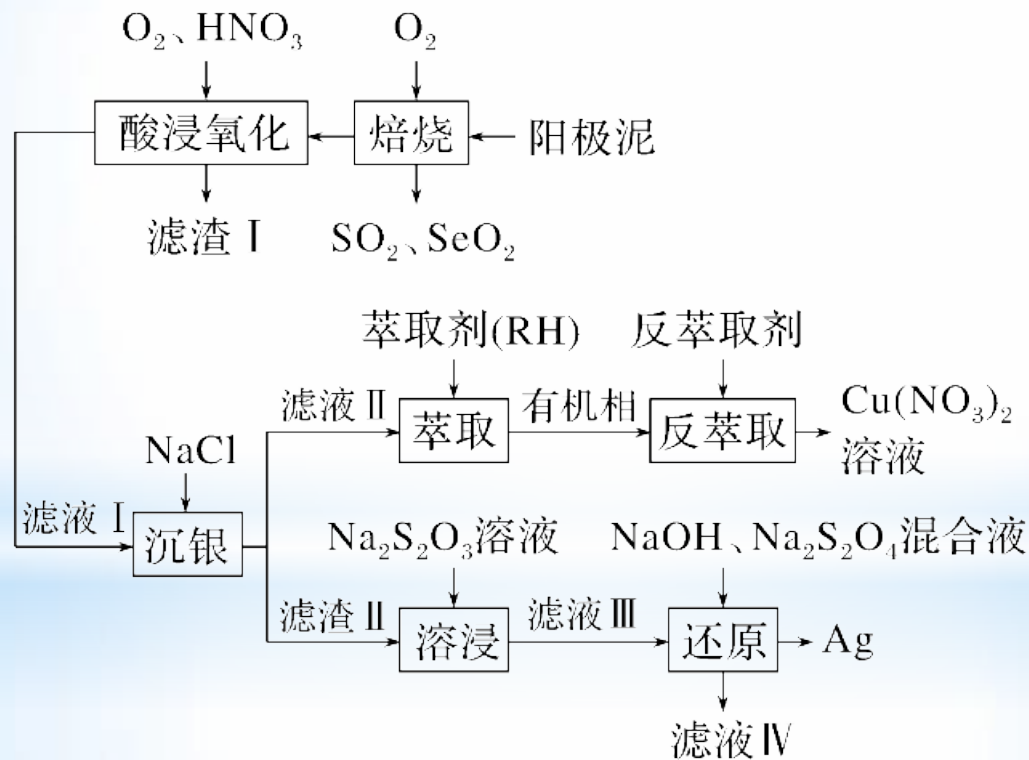 O₂、HNO₃
O₂
酸浸氧化
焙烧
阳极泥
滤渣Ⅰ
SO₂、SeO₂
萃取剂(RH)
反萃取剂
滤液Ⅱ
萃取
有机相
反萃取
Cu(NO₃)₂
溶液
NaCl
滤液Ⅰ
沉银
Na₂S₂O₃溶液
NaOH、Na₂S₂O₄混合液
滤渣Ⅱ
溶浸
滤液Ⅲ
还原
Ag
滤液Ⅳ